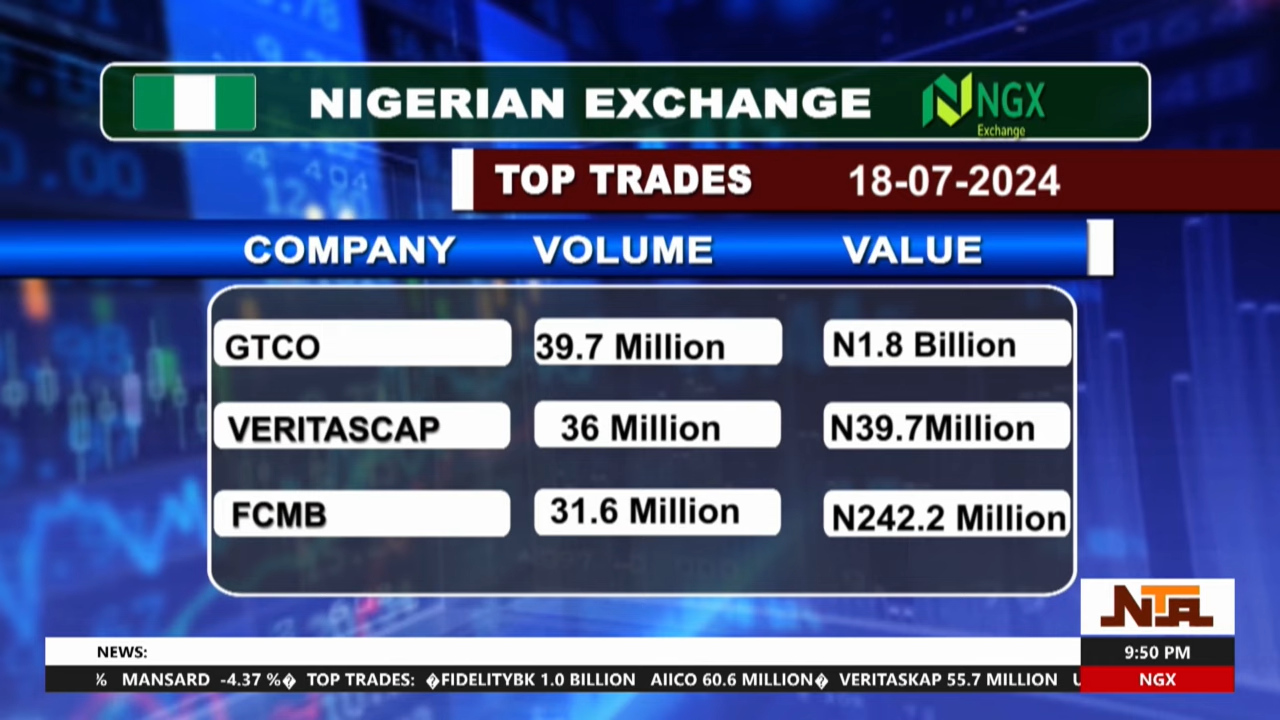 NIGERIAN EXCHANGE NGX
Exchange
TOP TRADES 18-07-2024
COMPANY VOLUME VALUE
GTCO 39.7 Million N1.8 Billion
VERITASCAP 36 Million N39.7Million
FCMB 31.6 Million N242.2 Million
NTA
NEWS: 9:50 PM
% MANSARD -4.37 %� TOP TRADES: �FIDELITYBK 1.0 BILLION AIICO 60.6 MILLION� VERITASKAP 55.7 MILLION NGX